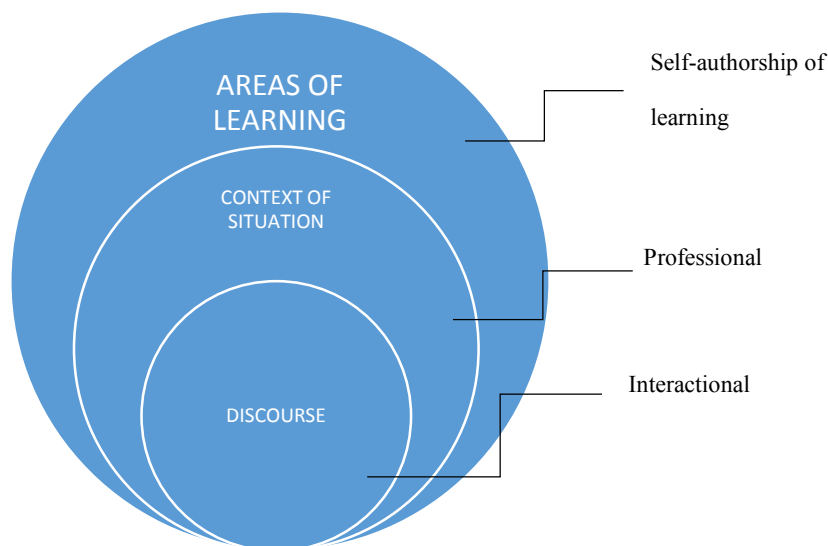 AREAS OF
LEARNING
Self-authorship of
learning
CONTEXT OF
SITUATION
Professional
Interactional
DISCOURSE